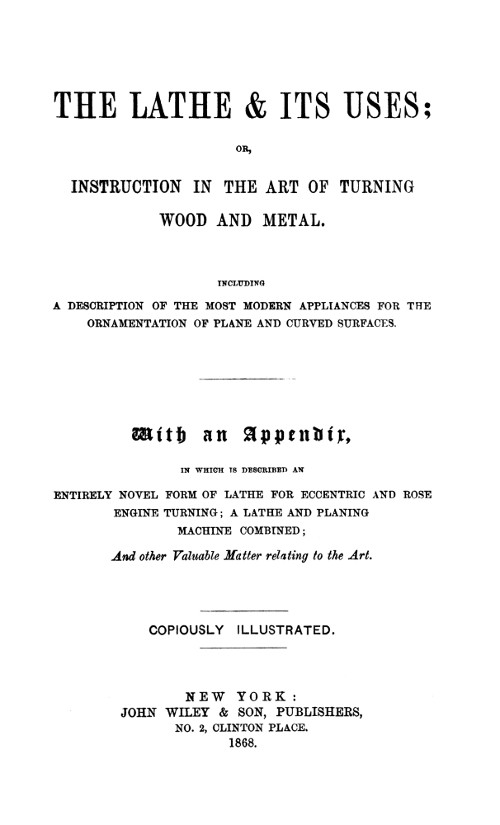 THE LATHE & ITS USES;
OR,
INSTRUCTION IN THE ART OF TURNING
WOOD AND METAL.
INCLUDING
A DESCRIPTION OF THE MOST MODERN APPLIANCES FOR THE
ORNAMENTATION OF PLANE AND CURVED SURFACES.
With an Appendix,
IN WHICH IS DESCRIBED AN
ENTIRELY NOVEL FORM OF LATHE FOR ECCENTRIC AND ROSE
ENGINE TURNING; A LATHE AND PLANING
MACHINE COMBINED;
And other Valuable Matter relating to the Art.
COPIOUSLY ILLUSTRATED.
NEW YORK:
JOHN WILEY & SON, PUBLISHERS,
NO. 2, CLINTON PLACE.
1868.